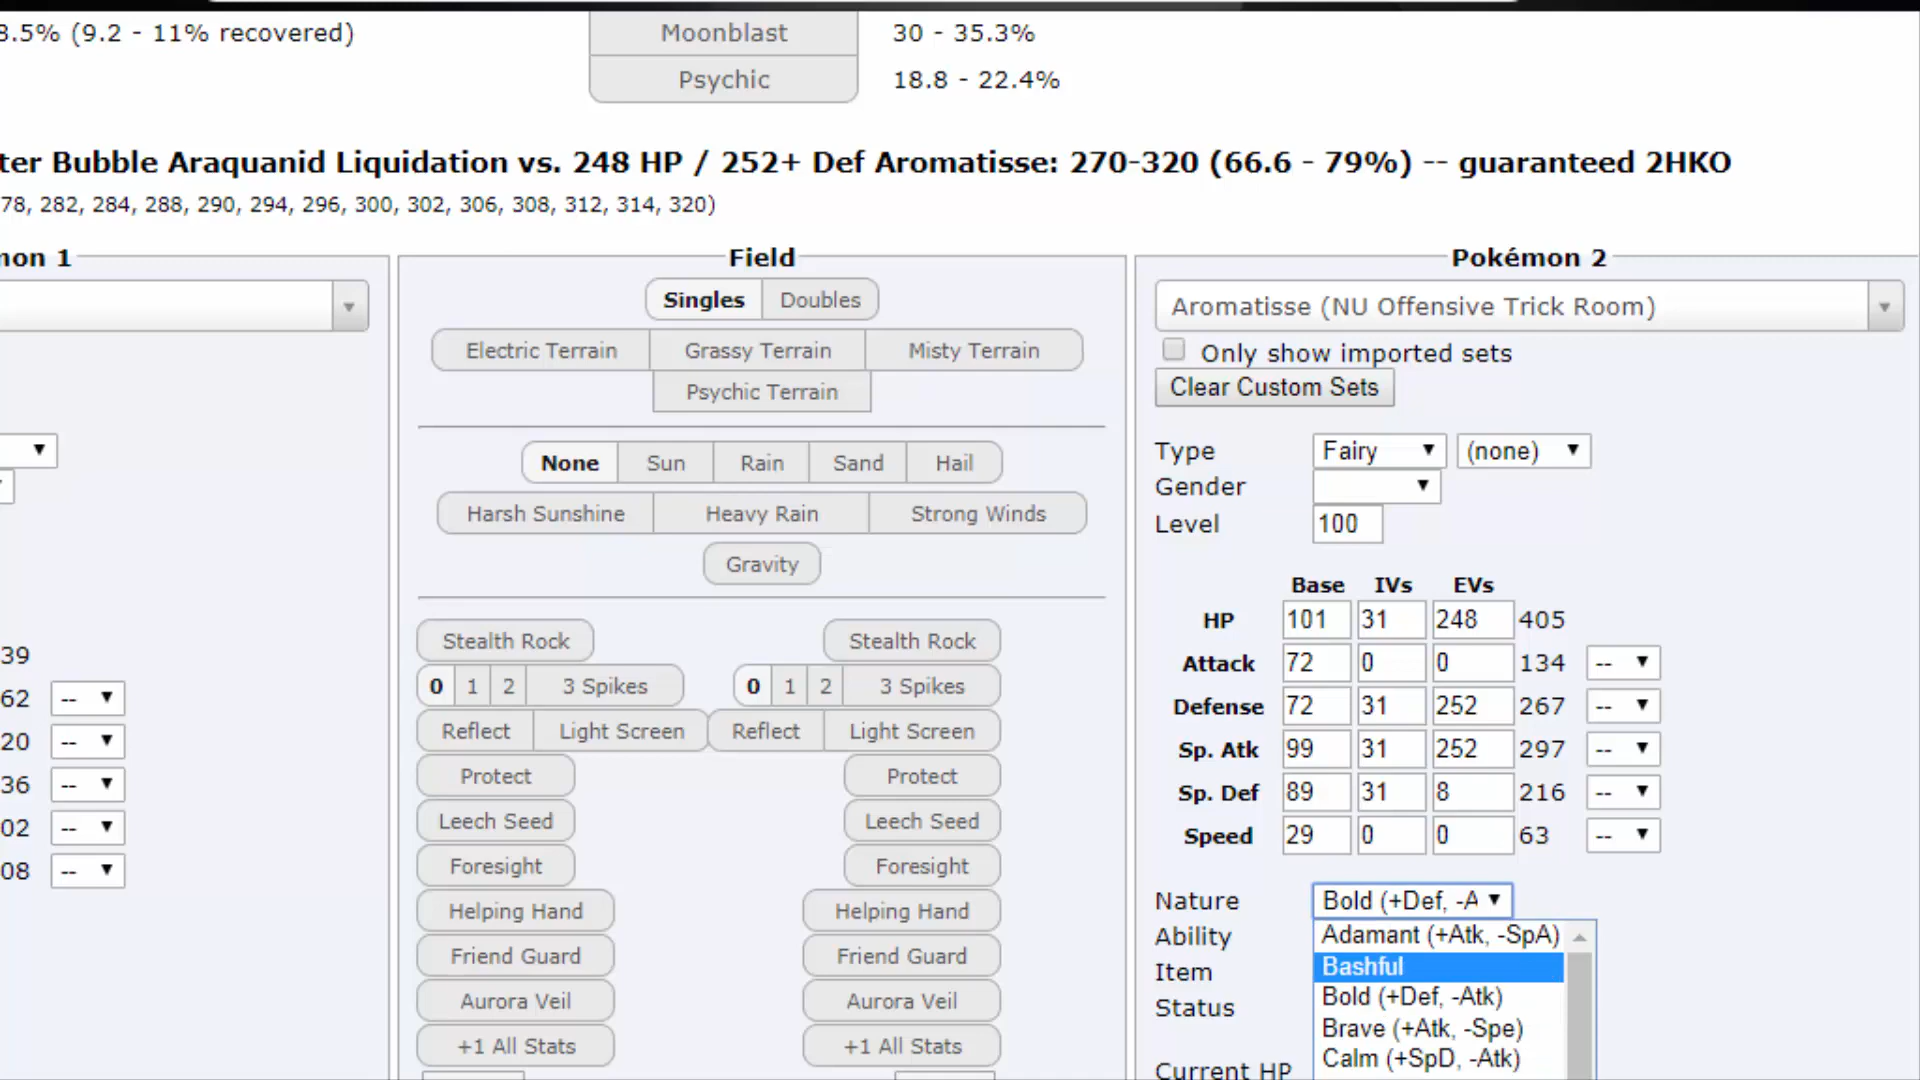 8.5% (9.2 - 11% recovered)
Moonblast 30 - 35.3%
Psychic 18.8 - 22.4%
ter Bubble Araquanid Liquidation vs. 248 HP / 252+ Def Aromatisse: 270-320 (66.6 - 79%) -- guaranteed 2HKO
78, 282, 284, 288, 290, 294, 296, 300, 302, 306, 308, 312, 314, 320)
mon 1
39
62 --
20 --
36 --
02 --
08 --
Field
Singles Doubles
Electric Terrain Grassy Terrain Misty Terrain
Psychic Terrain
None Sun Rain Sand Hail
Harsh Sunshine Heavy Rain Strong Winds
Gravity
Stealth Rock Stealth Rock
0 1 2 3 Spikes 0 1 2 3 Spikes
Reflect Light Screen Reflect Light Screen
Protect Protect
Leech Seed Leech Seed
Foresight Foresight
Helping Hand Helping Hand
Friend Guard Friend Guard
Aurora Veil Aurora Veil
+1 All Stats +1 All Stats
Pokémon 2
Aromatisse (NU Offensive Trick Room)
Only show imported sets
Clear Custom Sets
Type Fairy (none)
Gender
Level 100
Base IVs EVs
HP 101 31 248 405
Attack 72 0 0 134 --
Defense 72 31 252 267 --
Sp. Atk 99 31 252 297 --
Sp. Def 89 31 8 216 --
Speed 29 0 0 63 --
Nature Bold (+Def, -A
Ability Adamant (+Atk, -SpA)
Bashful
Item
Bold (+Def, -Atk)
Status
Brave (+Atk, -Spe)
Calm (+SpD, -Atk)
Current HP